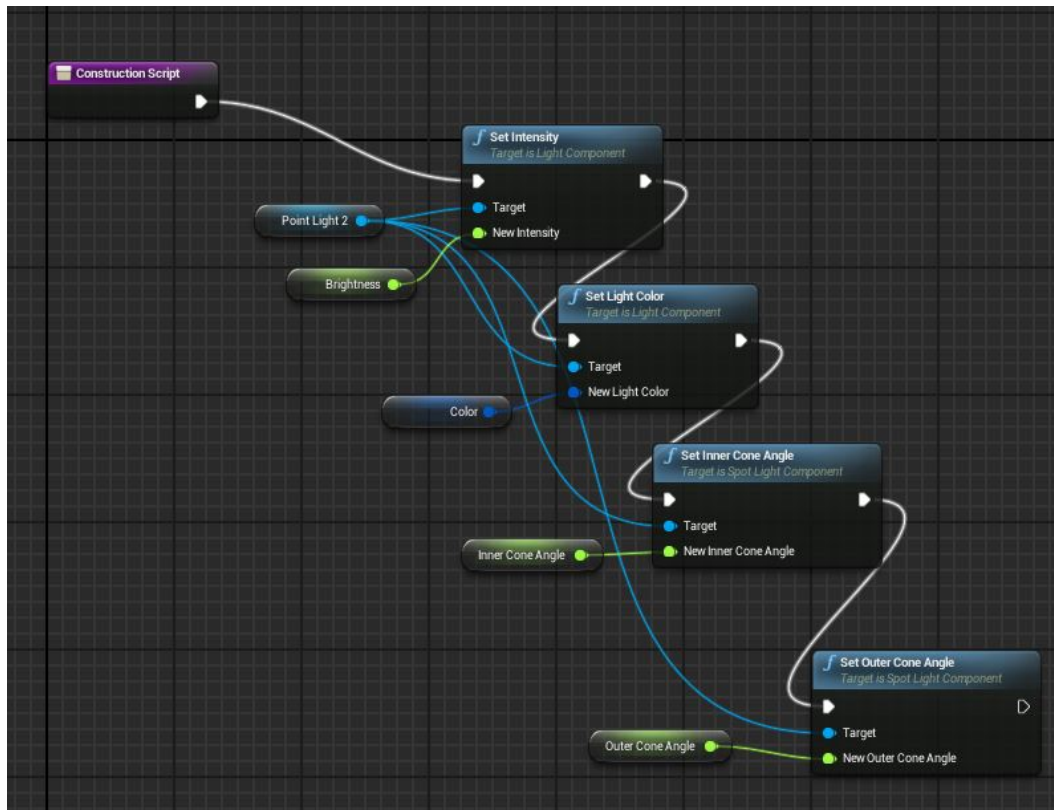 Construction Script
Set Intensity
Target is Light Component
Target
New Intensity
Point Light 2
Brightness
Set Light Color
Target is Light Component
Target
New Light Color
Color
Set Inner Cone Angle
Target is Spot Light Component
Target
New Inner Cone Angle
Inner Cone Angle
Set Outer Cone Angle
Target is Spot Light Component
Target
New Outer Cone Angle
Outer Cone Angle